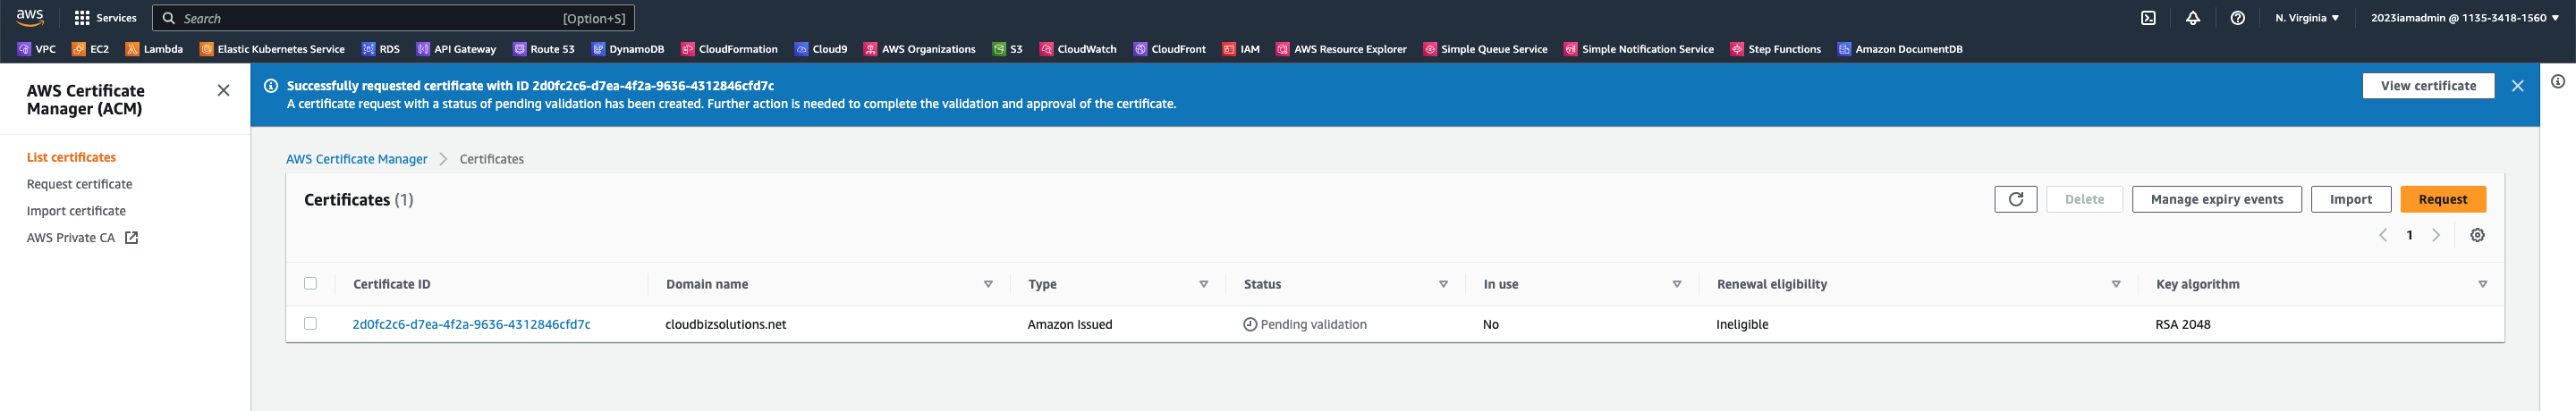 aws Services Search [Option+S] N. Virginia 2023iamadmin @ 1135-3418-1560
VPC EC2 Lambda Elastic Kubernetes Service RDS API Gateway Route 53 DynamoDB CloudFormation Cloud9 AWS Organizations S3 CloudWatch CloudFront IAM AWS Resource Explorer Simple Queue Service Simple Notification Service Step Functions Amazon DocumentDB
AWS Certificate
Manager (ACM)
List certificates
Request certificate
Import certificate
AWS Private CA
Successfully requested certificate with ID 2d0fc2c6-d7ea-4f2a-9636-4312846cfd7c
A certificate request with a status of pending validation has been created. Further action is needed to complete the validation and approval of the certificate.
View certificate
AWS Certificate Manager Certificates
Certificates (1)
Delete Manage expiry events Import Request
1
Certificate ID Domain name Type Status In use Renewal eligibility Key algorithm
2d0fc2c6-d7ea-4f2a-9636-4312846cfd7c cloudbizsolutions.net Amazon Issued Pending validation No Ineligible RSA 2048